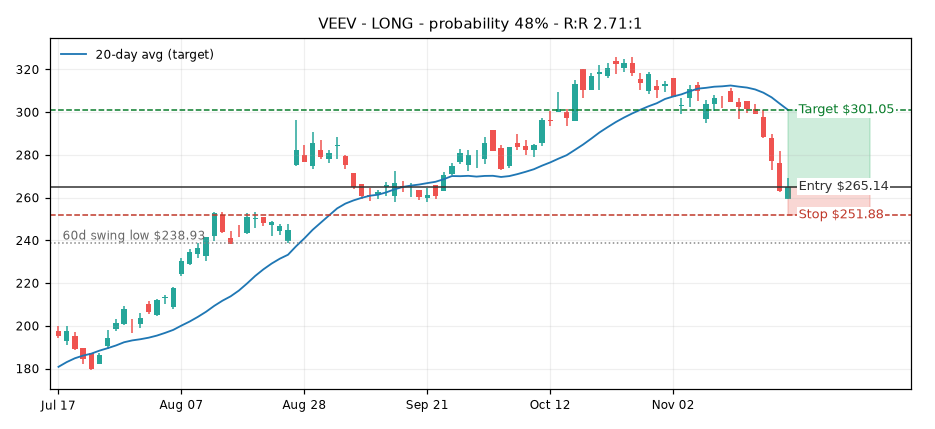 VEEV - LONG - probability 48% - R:R 2.71:1
20-day avg (target)
320
300
280
260
240
220
200
180
Target $301.05
Entry $265.14
Stop $251.88
60d swing low $238.93
Jul 17
Aug 07
Aug 28
Sep 21
Oct 12
Nov 02